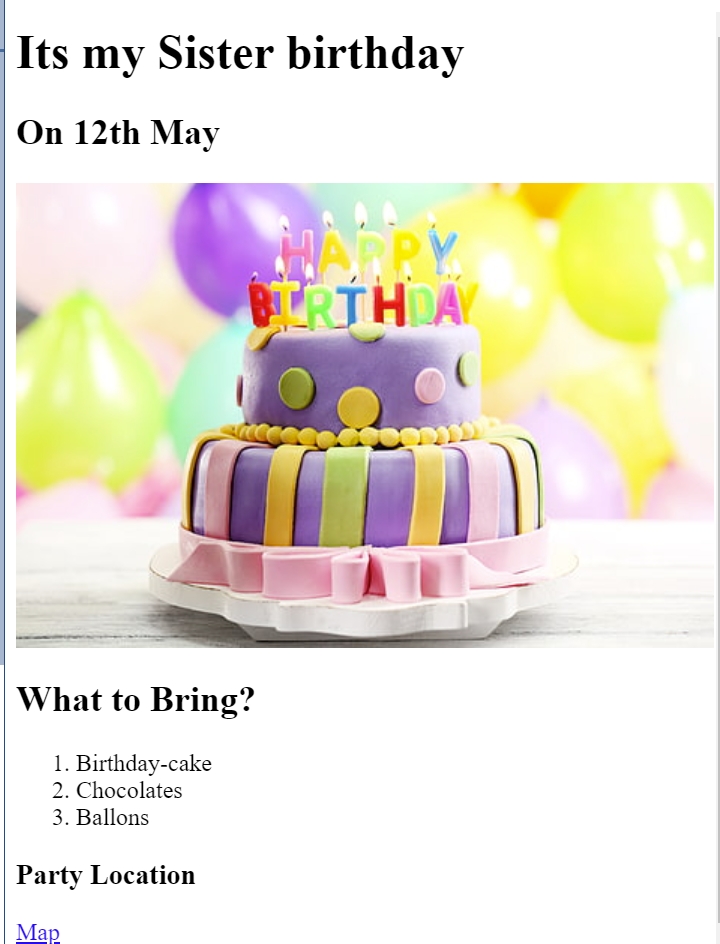 Its my Sister birthday
On 12th May
HAPPY
BIRTHDAY
What to Bring?
1. Birthday-cake
2. Chocolates
3. Ballons
Party Location
Map